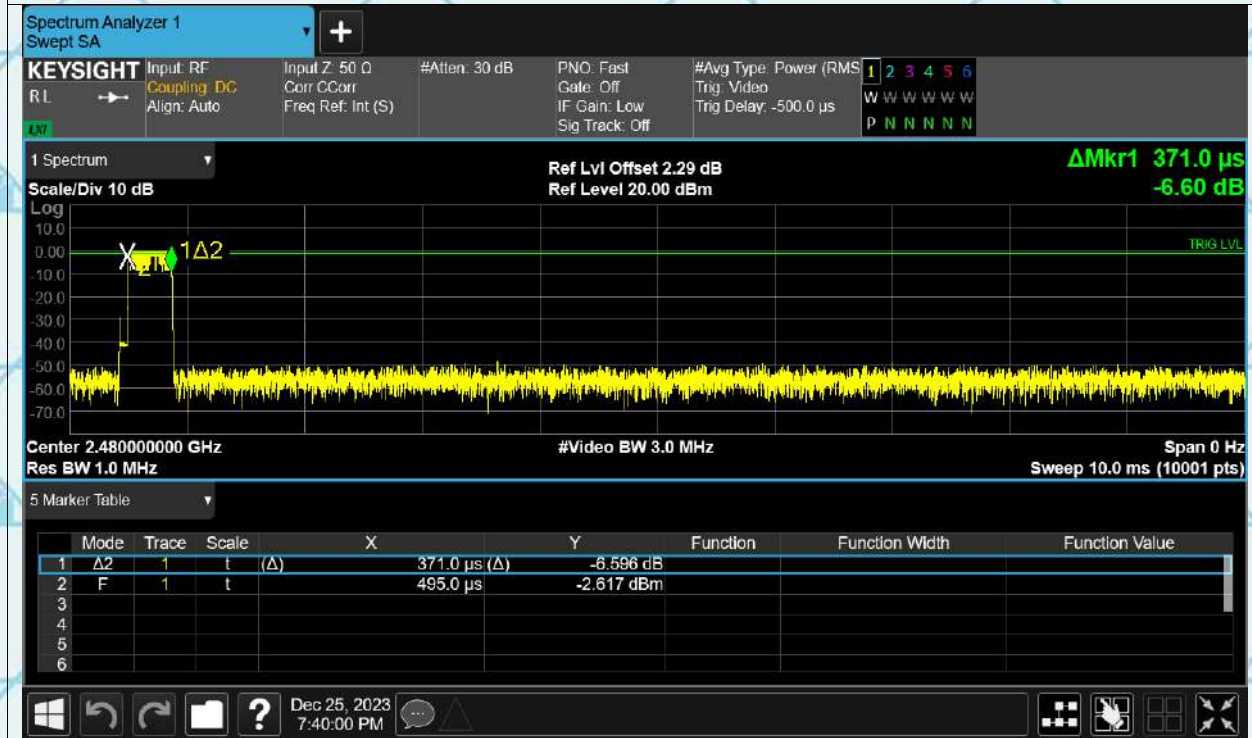 Spectrum Analyzer 1
Swept SA
+
KEYSIGHT
RL
LXI
Input: RF
Coupling: DC
Align: Auto
Input Z: 50 Ω
Corr CCorr
Freq Ref: Int (S)
#Atten: 30 dB
PNO: Fast
Gate: Off
IF Gain: Low
Sig Track: Off
#Avg Type: Power (RMS
Trig: Video
Trig Delay: -500.0 µs
1 2 3 4 5 6
W W W W W W
P N N N N N
1 Spectrum
Scale/Div 10 dB
Ref Lvl Offset 2.29 dB
Ref Level 20.00 dBm
ΔMkr1 371.0 µs
-6.60 dB
Log
10.0
0.00
-10.0
-20.0
-30.0
-40.0
-50.0
-60.0
-70.0
X
2
1Δ2
TRIG LVL
Center 2.480000000 GHz
Res BW 1.0 MHz
#Video BW 3.0 MHz
Span 0 Hz
Sweep 10.0 ms (10001 pts)
5 Marker Table
Mode Trace Scale X Y Function Function Width Function Value
1 Δ2 1 t (Δ) 371.0 µs (Δ) -6.596 dB
2 F 1 t 495.0 µs -2.617 dBm
3
4
5
6
?
Dec 25, 2023
7:40:00 PM